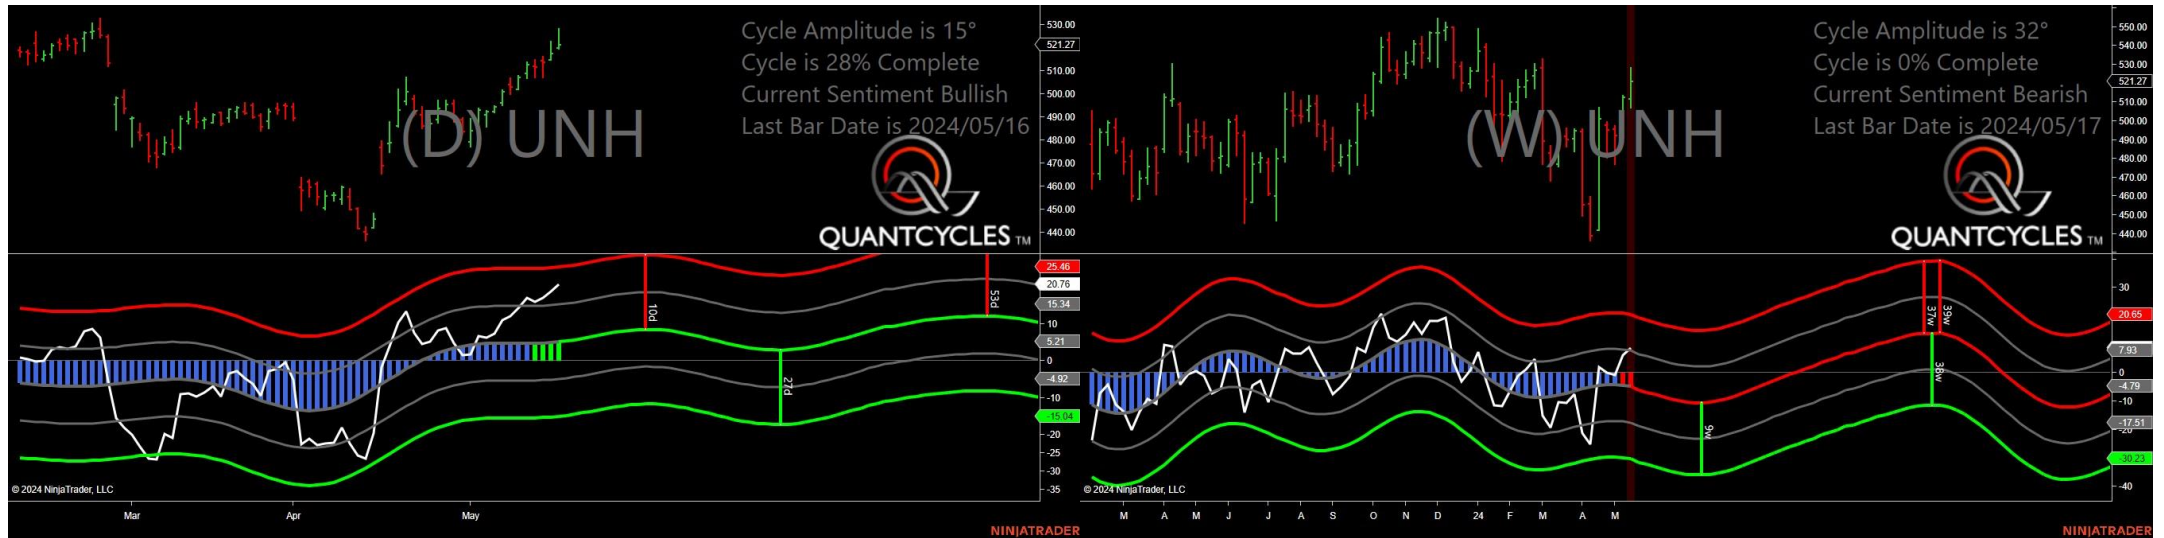 Cycle Amplitude is 15°
Cycle is 28% Complete
Current Sentiment Bullish
Last Bar Date is 2024/05/16
(D) UNH
QUANTCYCLES TM
530.00
521.27
510.00
500.00
490.00
480.00
470.00
460.00
450.00
440.00
25.46
20.76
15.34
10
5.21
0
-4.92
-10
-15.04
-20
-25
-30
-35
10d
27d
53d
© 2024 NinjaTrader, LLC
Mar
Apr
May
NINJATRADER
Cycle Amplitude is 32°
Cycle is 0% Complete
Current Sentiment Bearish
Last Bar Date is 2024/05/17
(W) UNH
QUANTCYCLES TM
550.00
540.00
530.00
521.27
510.00
500.00
490.00
480.00
470.00
460.00
450.00
440.00
30
20.65
7.93
0
-4.79
-10
-17.51
-20
-30.23
-40
9w
37w
39w
38w
© 2024 NinjaTrader, LLC
M
A
M
J
J
A
S
O
N
D
24
F
M
A
M
NINJATRADER